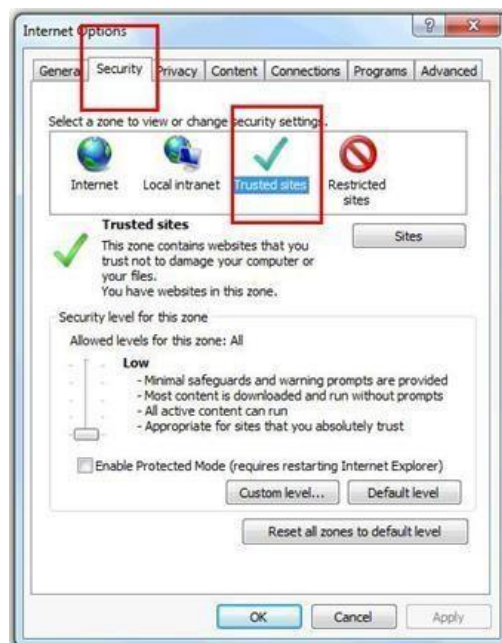 Internet Options
General Security Privacy Content Connections Programs Advanced
Select a zone to view or change security settings.
Internet Local intranet Trusted sites Restricted sites
Sites
Trusted sites
This zone contains websites that you
trust not to damage your computer or
your files.
You have websites in this zone.
Security level for this zone
Allowed levels for this zone: All
Low
- Minimal safeguards and warning prompts are provided
- Most content is downloaded and run without prompts
- All active content can run
- Appropriate for sites that you absolutely trust
Enable Protected Mode (requires restarting Internet Explorer)
Custom level... Default level
Reset all zones to default level
OK Cancel Apply